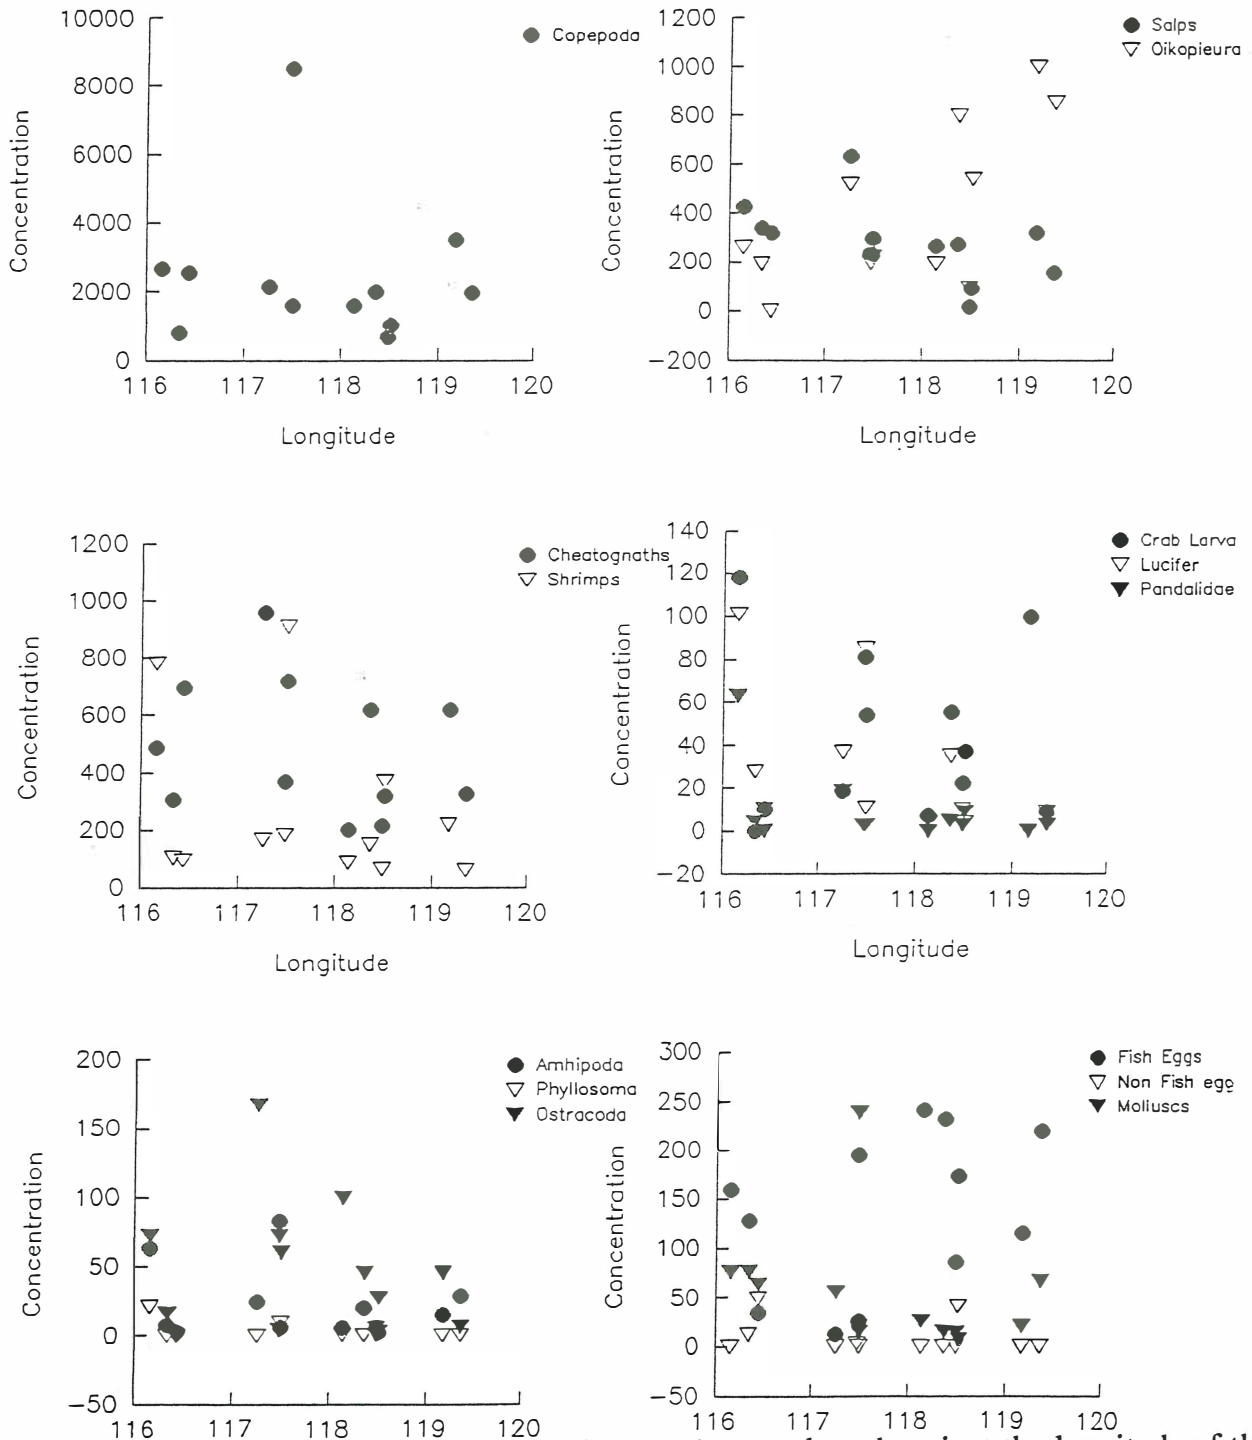 10000
8000
6000
4000
2000
0
Concentration
116 117 118 119 120
Longitude
Copepoda
1200
1000
800
600
400
200
0
−200
Concentration
116 117 118 119 120
Longitude
Salps
Oikopieura
1200
1000
800
600
400
200
0
Concentration
116 117 118 119 120
Longitude
Cheatognaths
Shrimps
140
120
100
80
60
40
20
0
−20
Concentration
116 117 118 119 120
Longitude
Crab Larva
Lucifer
Pandalidae
200
150
100
50
0
−50
Concentration
116 117 118 119 120
Amhipoda
Phyllosoma
Ostracoda
300
250
200
150
100
50
0
−50
Concentration
116 117 118 119 120
Fish Eggs
Non Fish egg
Moliuscs